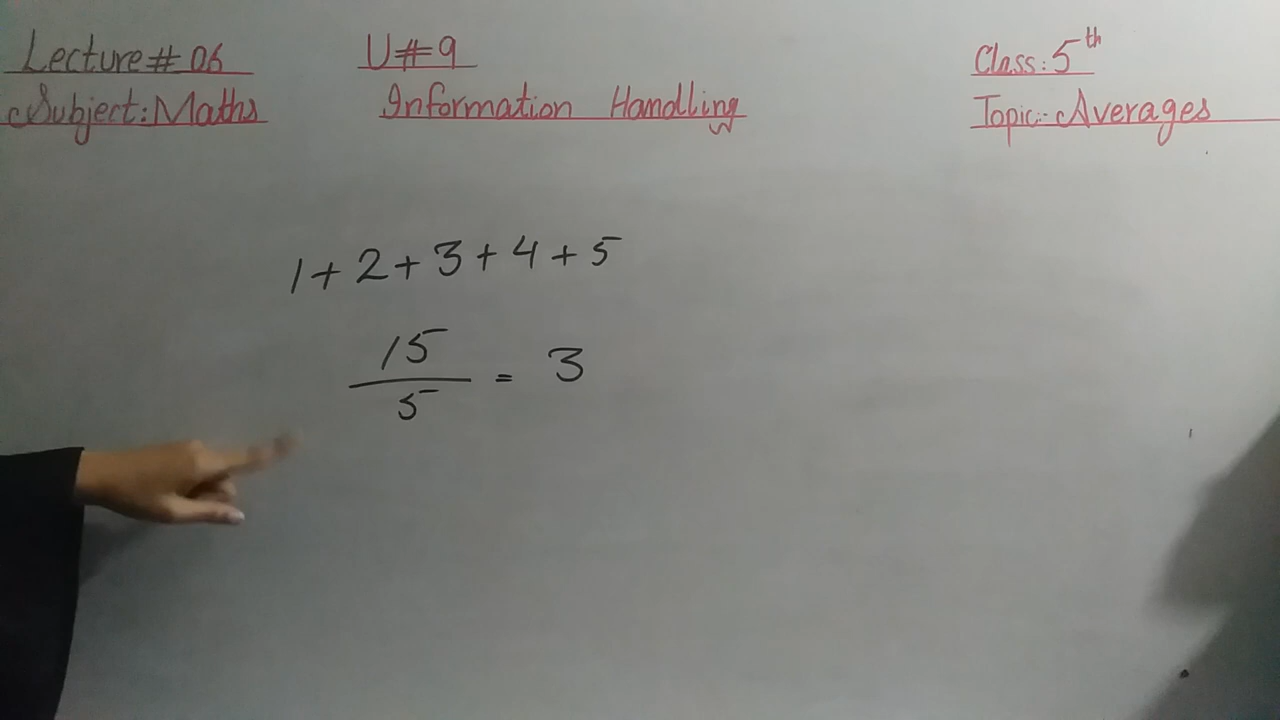 Lecture # 06
Subject: Maths
U # 9
Information Handling
Class: 5th
Topic:- Averages
1 + 2 + 3 + 4 + 5
15
5
= 3